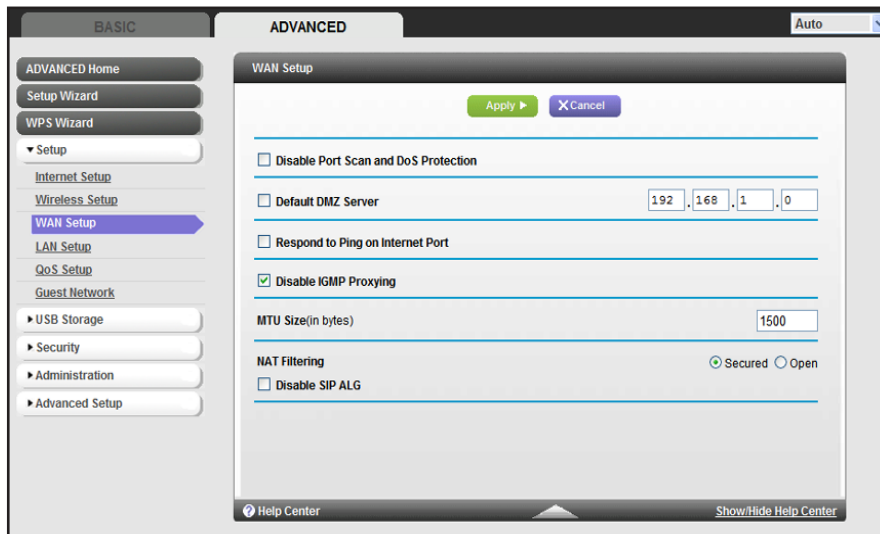 BASIC
ADVANCED
Auto
ADVANCED Home
Setup Wizard
WPS Wizard
Setup
Internet Setup
Wireless Setup
WAN Setup
LAN Setup
QoS Setup
Guest Network
USB Storage
Security
Administration
Advanced Setup
WAN Setup
Apply
X Cancel
Disable Port Scan and DoS Protection
Default DMZ Server 192 . 168 . 1 . 0
Respond to Ping on Internet Port
Disable IGMP Proxying
MTU Size(in bytes) 1500
NAT Filtering Secured Open
Disable SIP ALG
? Help Center Show/Hide Help Center